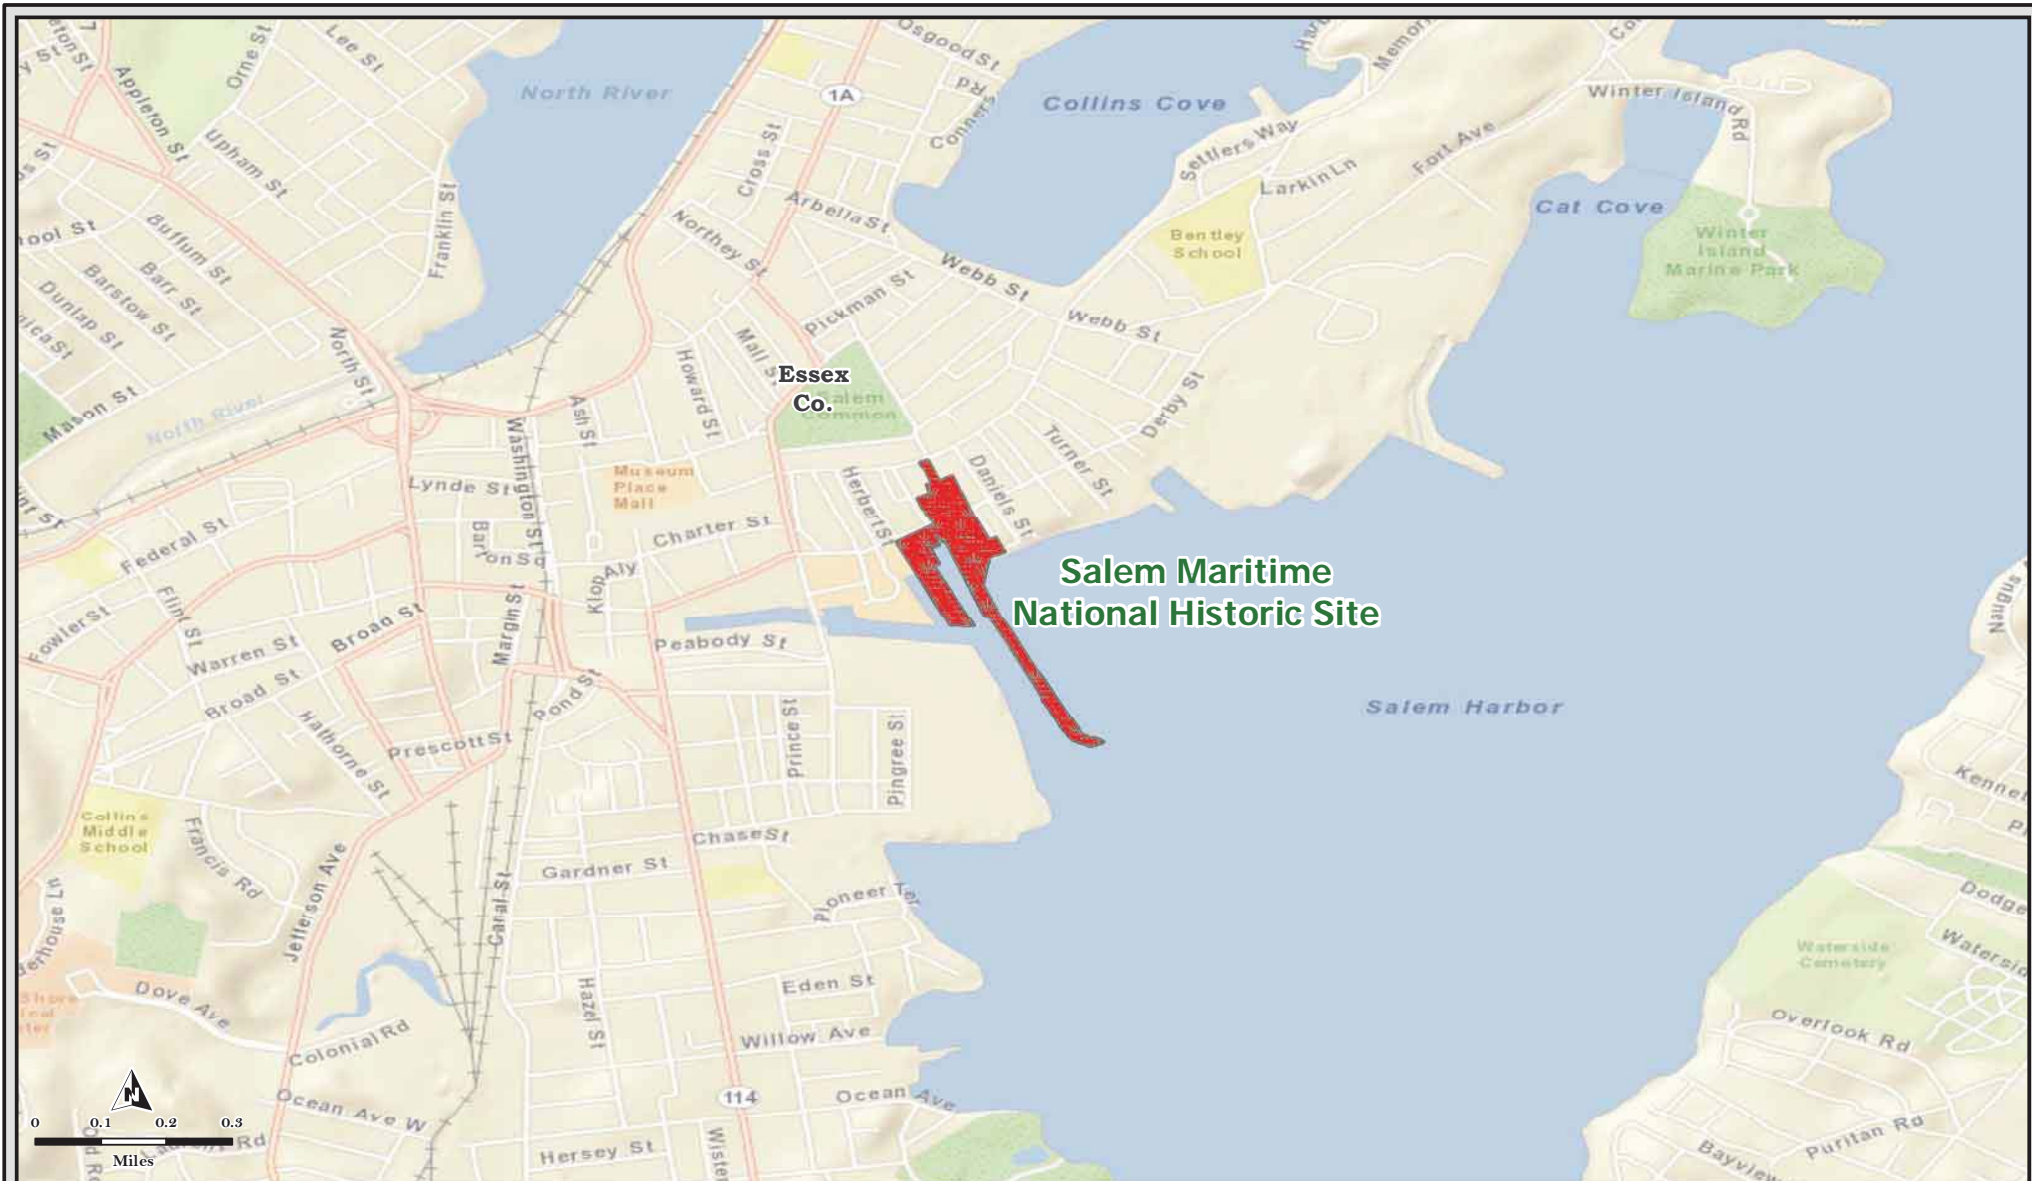 Osgood St
Lee St
Orne St
Appleton St
North River
1A
Collins Cove
Conners Rd
Winter Island Rd
Settlers Way
Fort Ave
Larkin Ln
Cross St
Upham St
Franklin St
Arbella St
Cat Cove
Northey St
Buffum St
Bentley
School
Winter
Island
Marine Park
Webb St
Barr St
Barstow St
Dunlap St
Pickman St
Webb St
North St
Mall St
Howard St
Essex
Co.
Salem
Common
Mason St
North River
Ash St
Washington St
Derby St
Turner St
Daniels St
Herbert St
Museum
Place
Mall
Lynde St
Charter St
Federal St
Barton Sq
Klop Aly
Salem Maritime
National Historic Site
Flint St
Fowler St
Broad St
Margin St
Warren St
Peabody St
Broad St
Pond St
Salem Harbor
Hathorne St
Prescott St
Prince St
Pingree St
Collins
Middle
School
Francis Rd
Jefferson Ave
Chase St
Gardner St
Pioneer Ter
Canal St
Dodge
Waterside
Cemetery
Watersid
Dove Ave
Eden St
Hazel St
Colonial Rd
Willow Ave
Overlook Rd
N
114
Ocean Ave
Ocean Ave W
Puritan Rd
0 0.1 0.2 0.3
Miles
Laurent Rd
Hersey St
Bayview